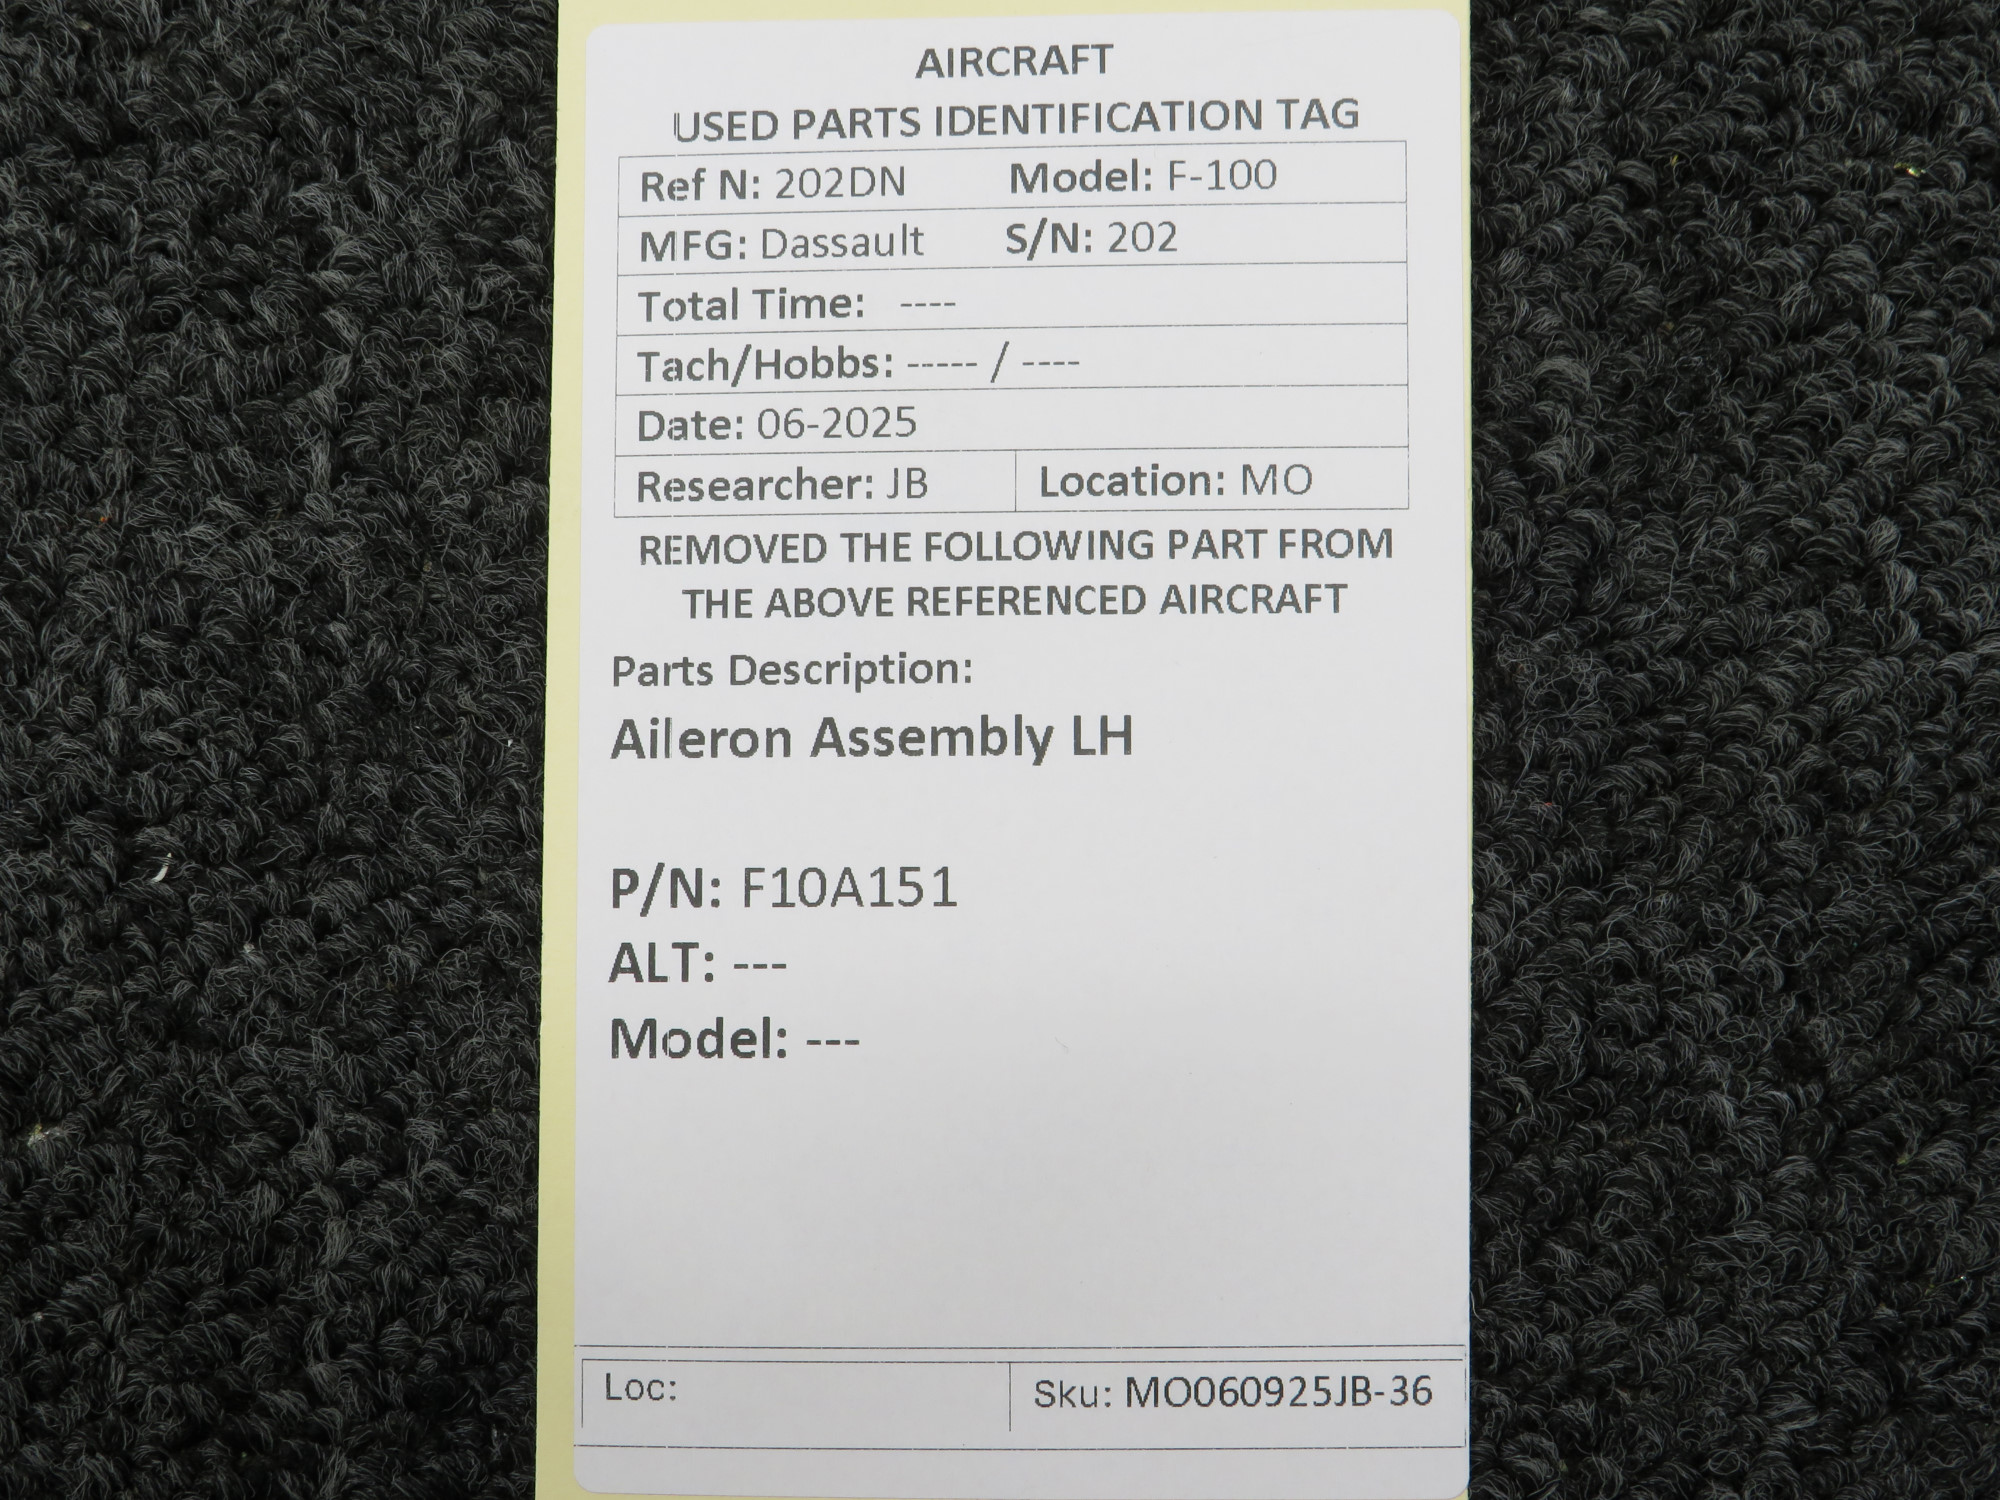 AIRCRAFT
USED PARTS IDENTIFICATION TAG
Ref N: 202DN Model: F-100
MFG: Dassault S/N: 202
Total Time: ----
Tach/Hobbs: ----- / ----
Date: 06-2025
Researcher: JB Location: MO
REMOVED THE FOLLOWING PART FROM
THE ABOVE REFERENCED AIRCRAFT
Parts Description:
Aileron Assembly LH
P/N: F10A151
ALT: ---
Model: ---
Loc: Sku: MO060925JB-36